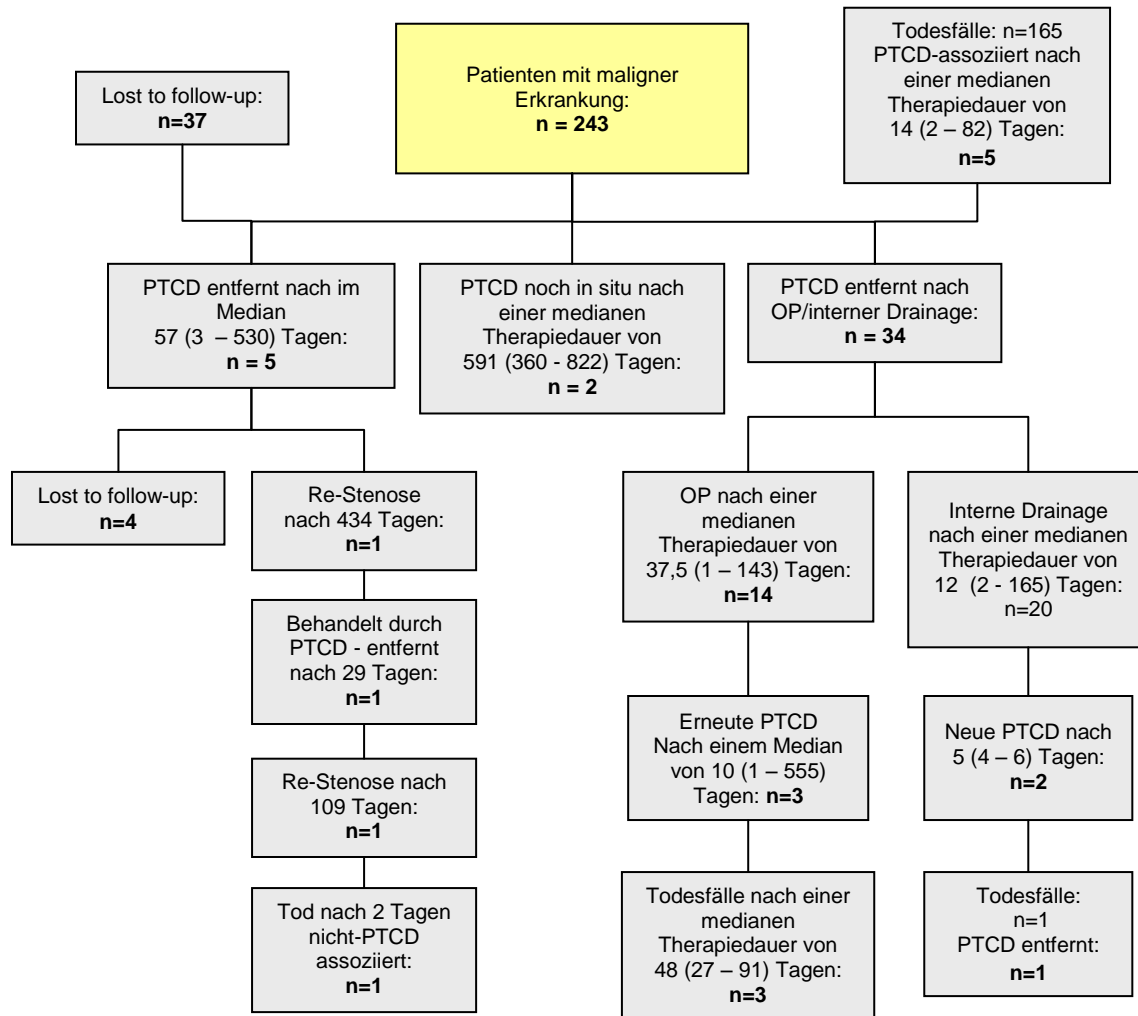 Lost to follow-up:
n=37
Patienten mit maligner
Erkrankung:
n = 243
Todesfälle: n=165
PTCD-assoziiert nach
einer medianen
Therapiedauer von
14 (2 – 82) Tagen:
n=5
PTCD entfernt nach im
Median
57 (3 – 530) Tagen:
n = 5
PTCD noch in situ nach
einer medianen
Therapiedauer von
591 (360 - 822) Tagen:
n = 2
PTCD entfernt nach
OP/interner Drainage:
n = 34
Lost to follow-up:
n=4
Re-Stenose
nach 434 Tagen:
n=1
OP nach einer
medianen
Therapiedauer von
37,5 (1 – 143) Tagen:
n=14
Interne Drainage
nach einer medianen
Therapiedauer von
12 (2 - 165) Tagen:
n=20
Behandelt durch
PTCD - entfernt
nach 29 Tagen:
n=1
Erneute PTCD
Nach einem Median
von 10 (1 – 555)
Tagen: n=3
Neue PTCD nach
5 (4 – 6) Tagen:
n=2
Re-Stenose nach
109 Tagen:
n=1
Tod nach 2 Tagen
nicht-PTCD
assoziiert:
n=1
Todesfälle nach einer
medianen
Therapiedauer von
48 (27 – 91) Tagen:
n=3
Todesfälle:
n=1
PTCD entfernt:
n=1